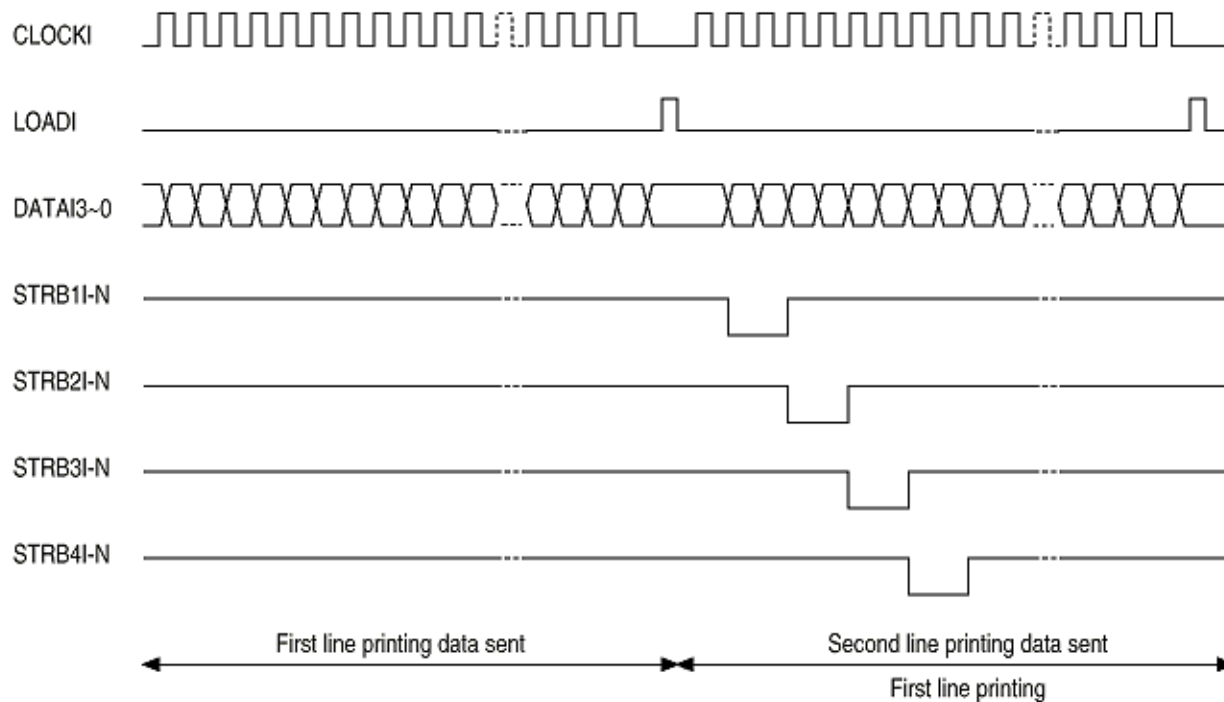 CLOCKI
LOADI
DATAI3~0
STRB1I-N
STRB2I-N
STRB3I-N
STRB4I-N
First line printing data sent
Second line printing data sent
First line printing